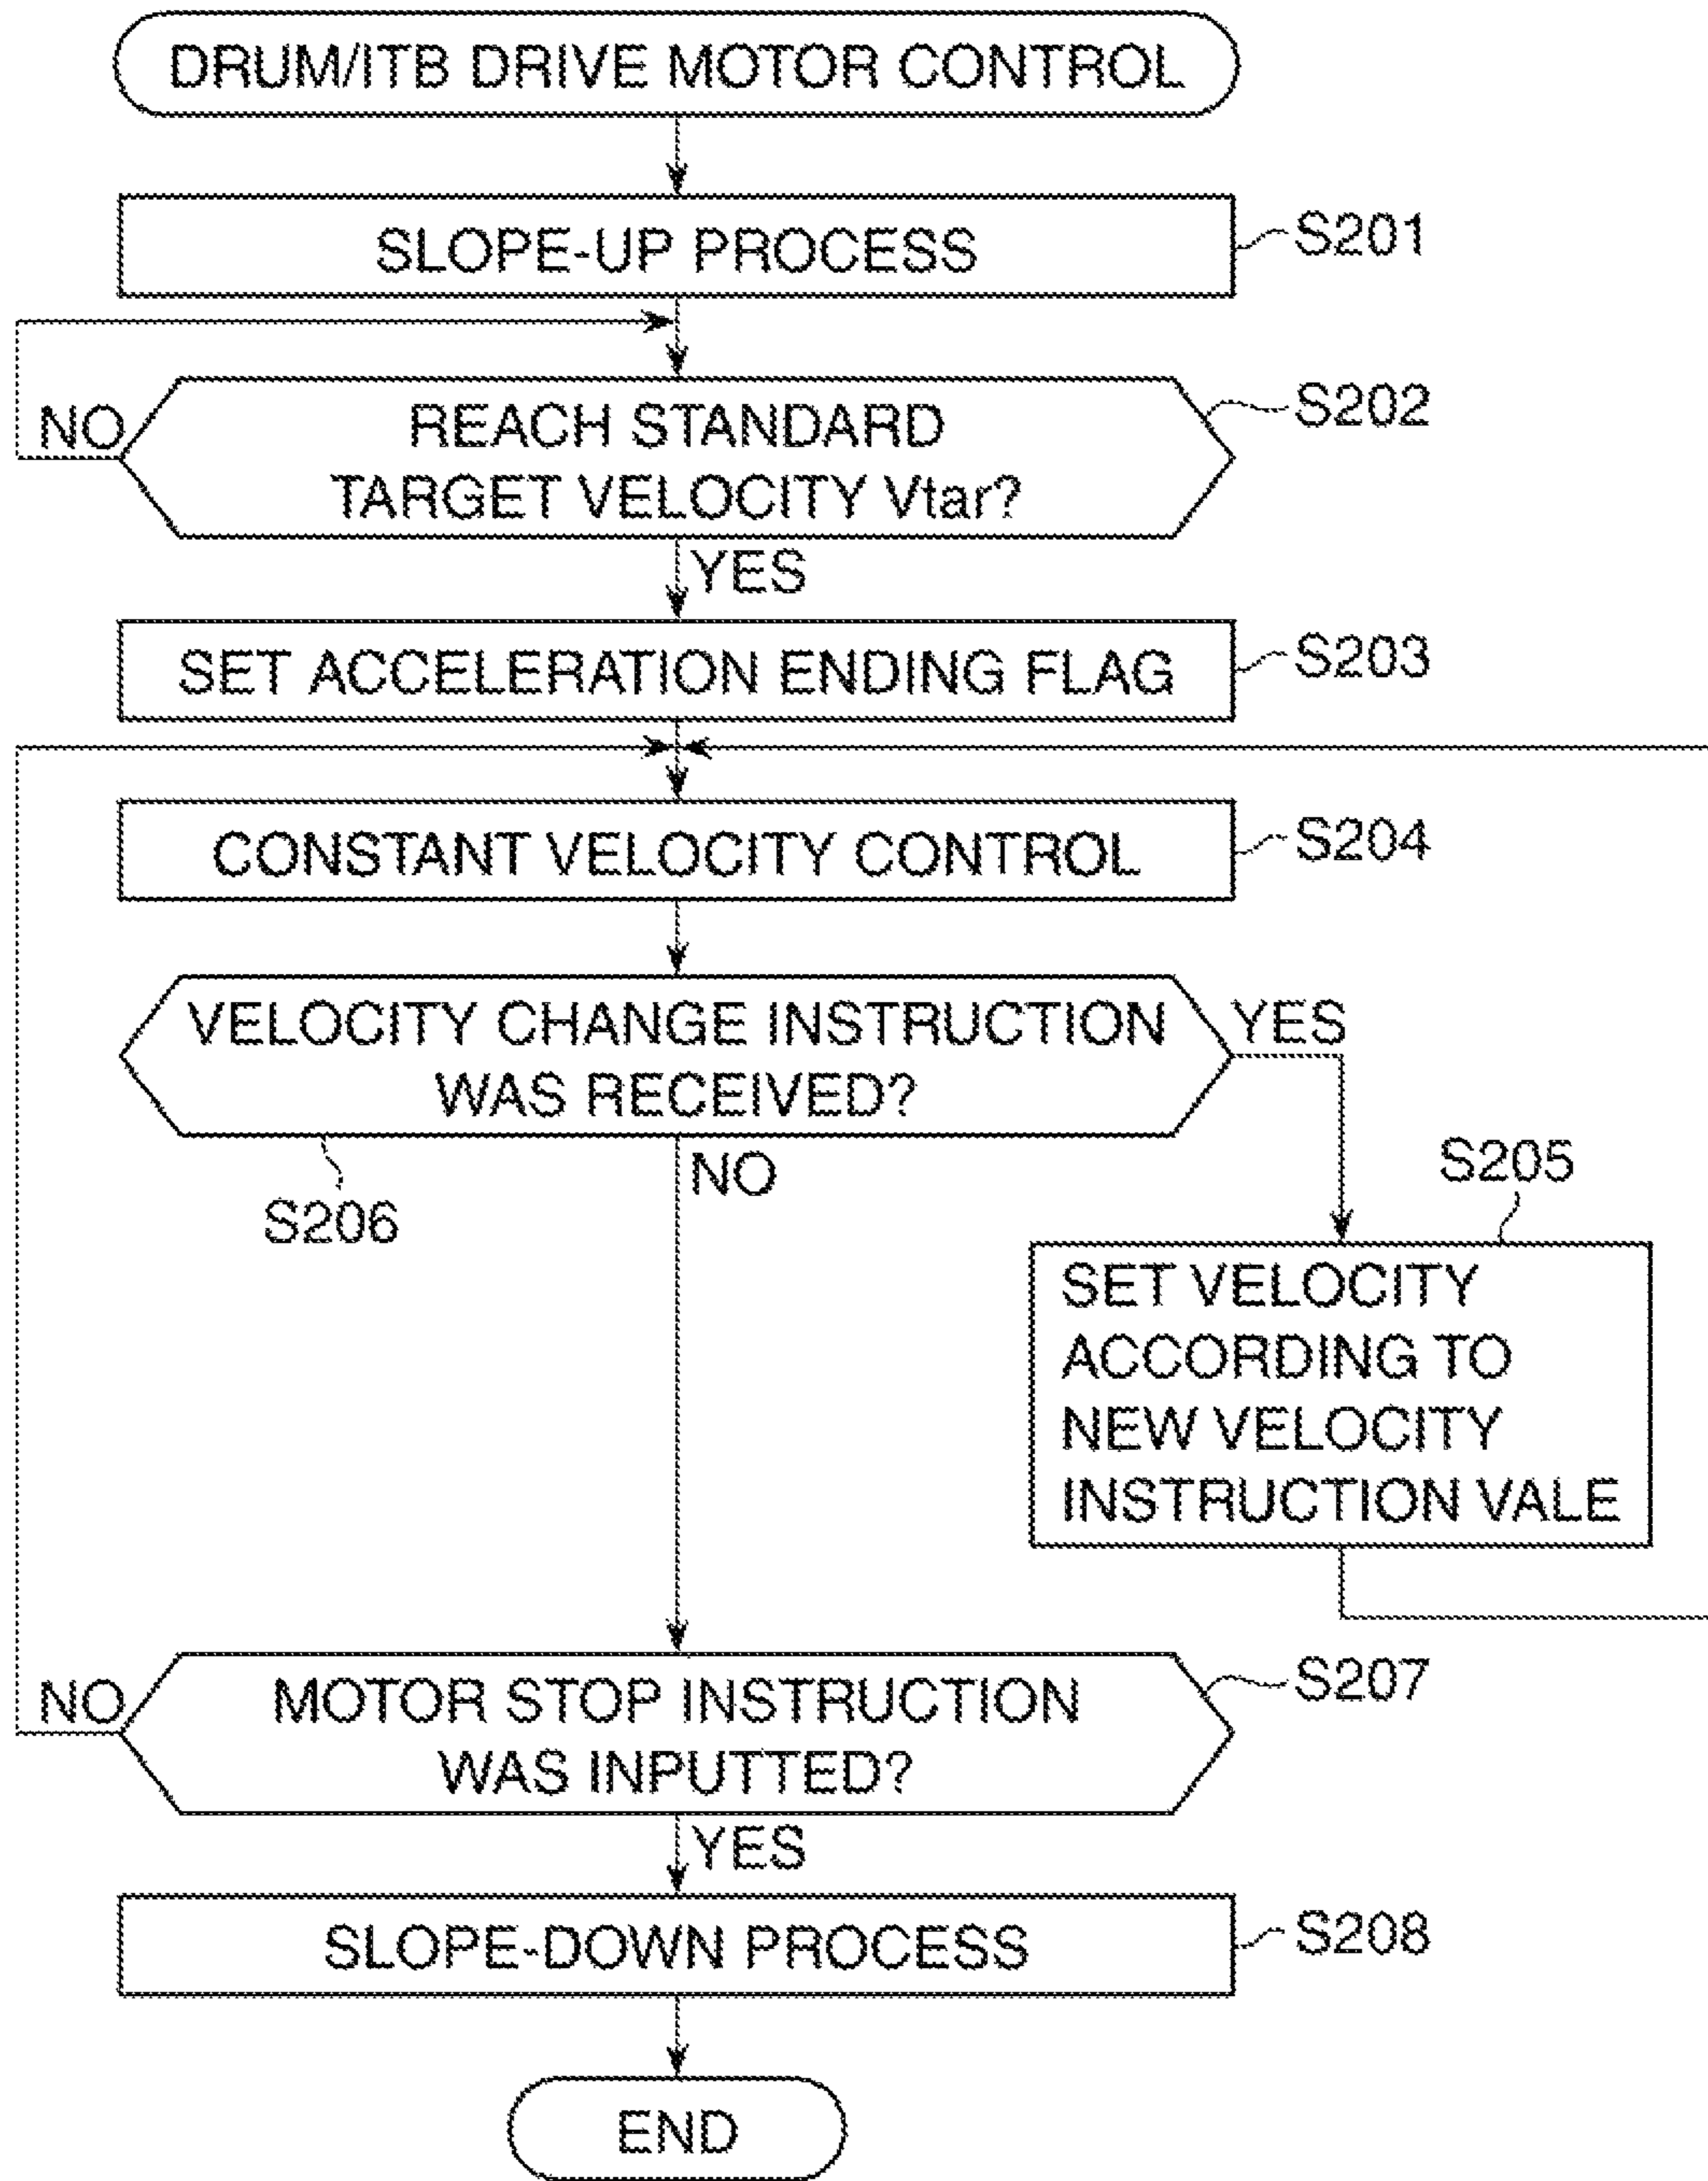 DRUM/ITB DRIVE MOTOR CONTROL
SLOPE-UP PROCESS
S201
NO
REACH STANDARD
TARGET VELOCITY Vtar?
S202
YES
SET ACCELERATION ENDING FLAG
S203
CONSTANT VELOCITY CONTROL
S204
VELOCITY CHANGE INSTRUCTION
WAS RECEIVED?
YES
S206
NO
S205
SET VELOCITY
ACCORDING TO
NEW VELOCITY
INSTRUCTION VALE
NO
MOTOR STOP INSTRUCTION
WAS INPUTTED?
S207
YES
SLOPE-DOWN PROCESS
S208
END